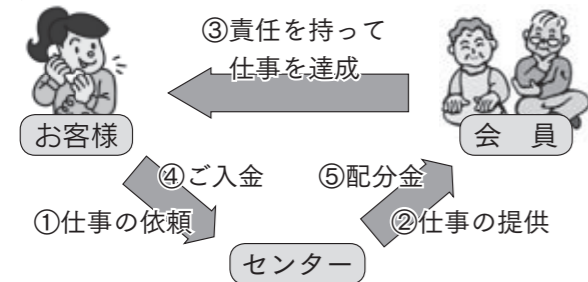 ③責任を持って
仕事を達成
お客様
会　員
④ご入金
⑤配分金
①仕事の依頼
②仕事の提供
センター